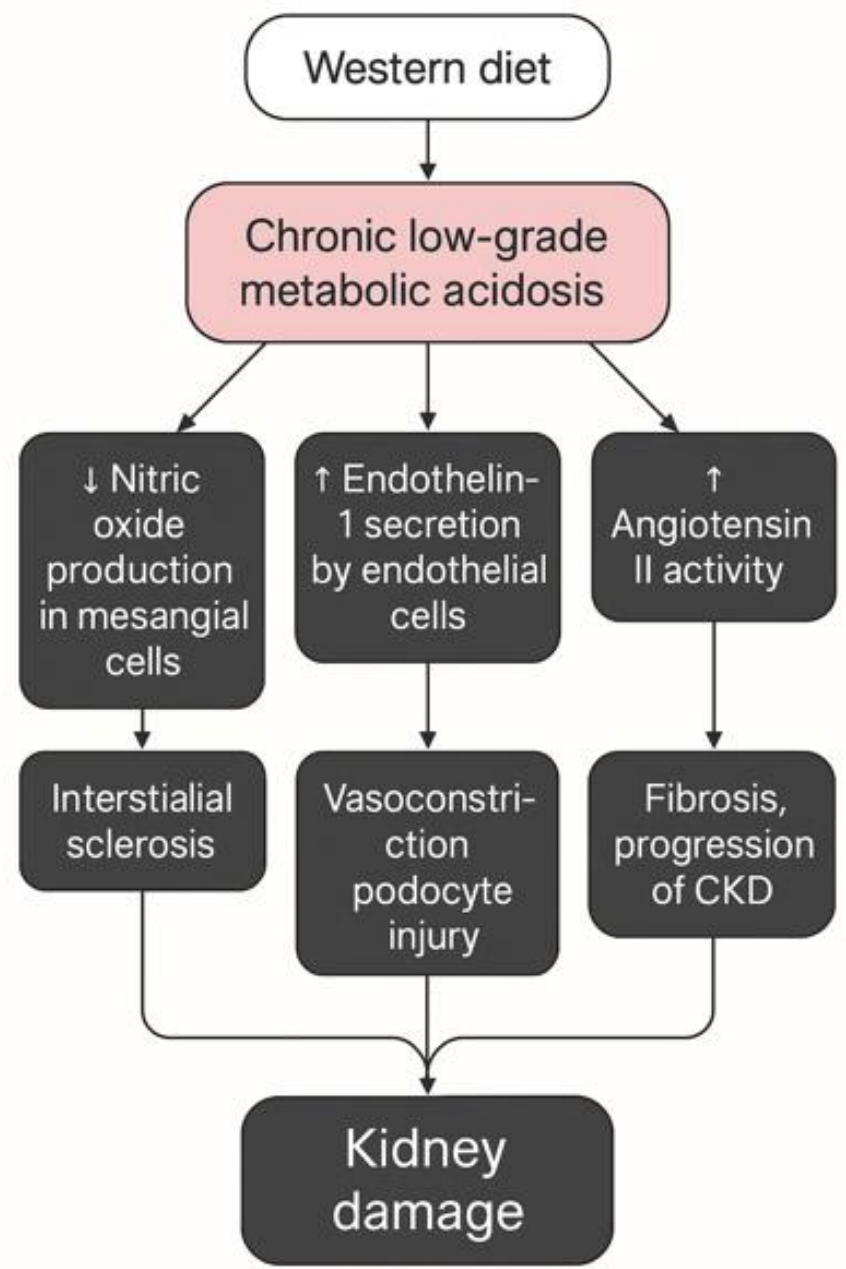 Western diet
Chronic low-grade
metabolic acidosis
↓ Nitric
oxide
production
in mesangial
cells
↑ Endothelin-
1 secretion
by endothelial
cells
↑
Angiotensin
II activity
Interstialial
sclerosis
Vasoconstri-
ction
podocyte
injury
Fibrosis,
progression
of CKD
Kidney
damage